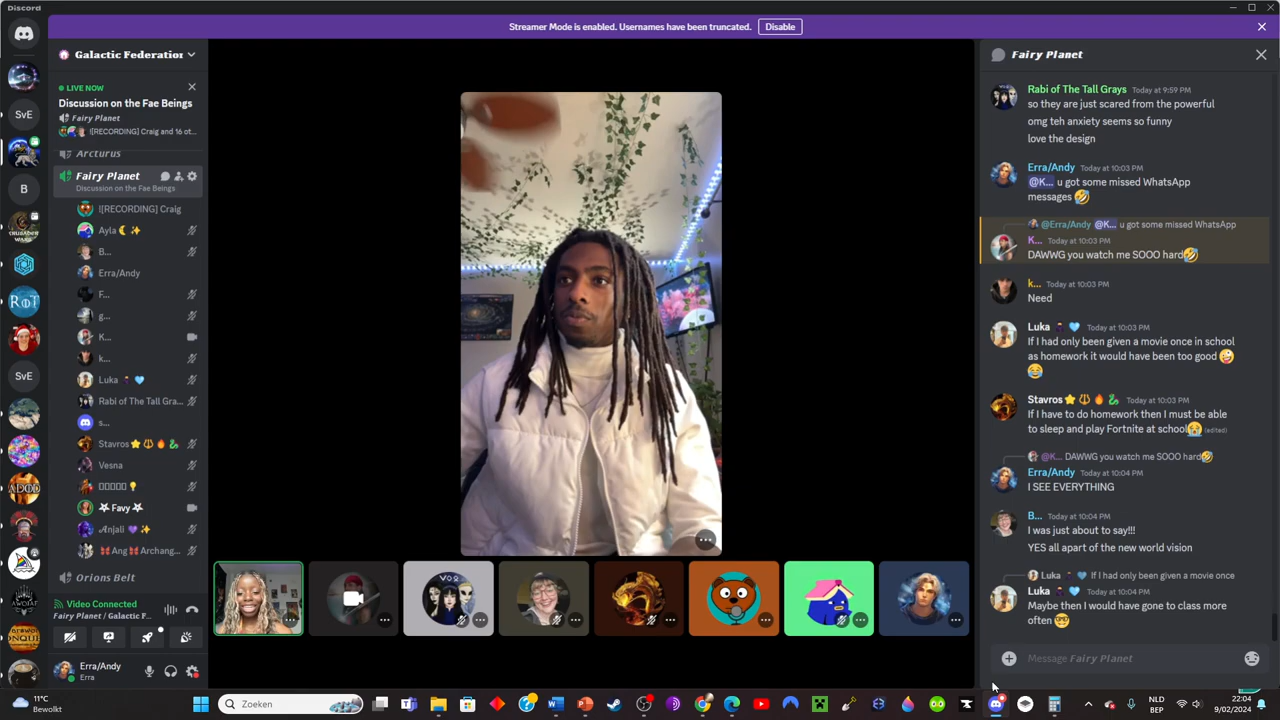 Discord
Streamer Mode is enabled. Usernames have been truncated.
Disable
Galactic Federation
LIVE NOW
Discussion on the Fae Beings
Fairy Planet
![RECORDING] Craig and 16 ot...
Arcturus
Fairy Planet
Discussion on the Fae Beings
![RECORDING] Craig
Ayla 🌙✨
B...
Erra/Andy
F...
g...
K...
k...
Luka 🩵
Rabi of The Tall Gra...
s...
Stavros⭐🔱🔥🐍
Vesna
Favy
Anjali 💜✨
Ang Archang...
Orions Belt
Video Connected
Fairy Planet / Galactic F...
Erra/Andy
Erra
SvE
B
RoT
SvE
VOX
Fairy Planet
Rabi of The Tall Grays Today at 9:59 PM
so they are just scared from the powerful
omg teh anxiety seems so funny
love the design
Erra/Andy Today at 10:03 PM
@K... u got some missed WhatsApp
messages 🤣
@Erra/Andy @K... u got some missed WhatsApp
K... Today at 10:03 PM
DAWWG you watch me SOOO hard🤣
k... Today at 10:03 PM
Need
Luka 🩵 Today at 10:03 PM
If I had only been given a movie once in school
as homework it would have been too good 🤪
😂
Stavros⭐🔱🔥🐍 Today at 10:03 PM
If I have to do homework then I must be able
to sleep and play Fortnite at school😭 (edited)
@K... DAWWG you watch me SOOO hard🤣
Erra/Andy Today at 10:04 PM
I SEE EVERYTHING
B... Today at 10:04 PM
I was just about to say!!!
YES all apart of the new world vision
Luka 🩵 If I had only been given a movie once
Luka 🩵 Today at 10:04 PM
Maybe then I would have gone to class more
often 🤓
Message Fairy Planet
11°C
Bewolkt
Zoeken
NLD
BEP
22:04
9/02/2024